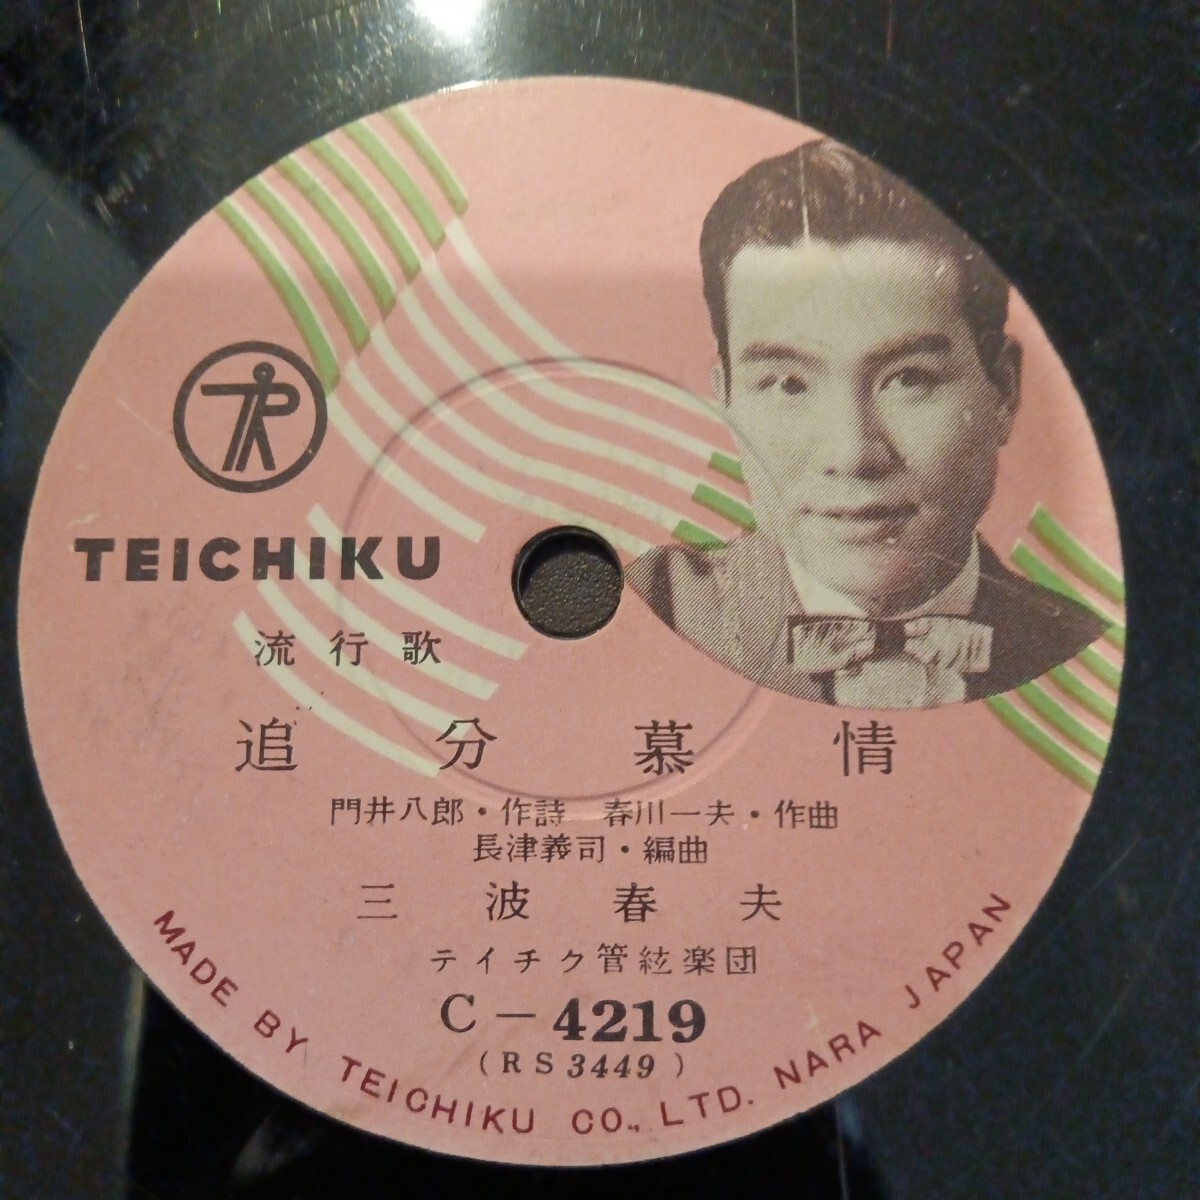 TEICHIKU
流行歌
追分慕情
門井八郎・作詩 春川一夫・作曲
長津義司・編曲
三波春夫
テイチク管絃楽団
C-4219
(RS3449)
MADE BY TEICHIKU CO., LTD. NARA JAPAN